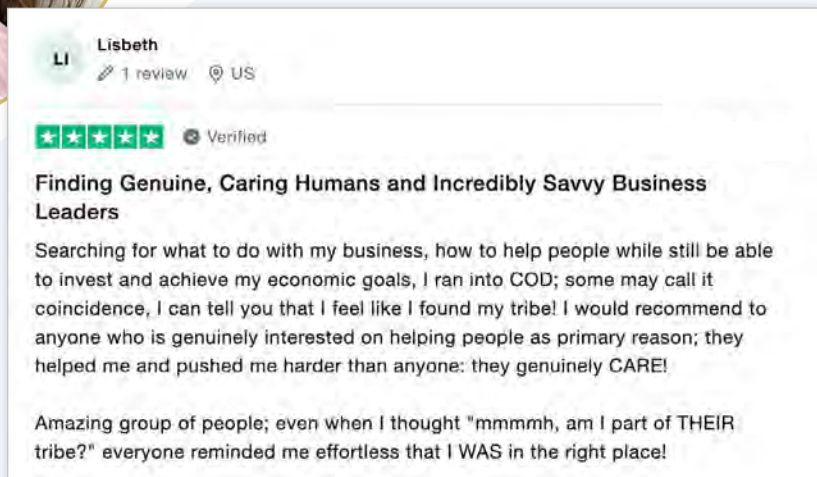 LI
Lisbeth
1 review US
Verified
Finding Genuine, Caring Humans and Incredibly Savvy Business
Leaders
Searching for what to do with my business, how to help people while still be able
to invest and achieve my economic goals, I ran into COD; some may call it
coincidence, I can tell you that I feel like I found my tribe! I would recommend to
anyone who is genuinely interested on helping people as primary reason; they
helped me and pushed me harder than anyone: they genuinely CARE!
Amazing group of people; even when I thought "mmmmh, am I part of THEIR
tribe?" everyone reminded me effortless that I WAS in the right place!